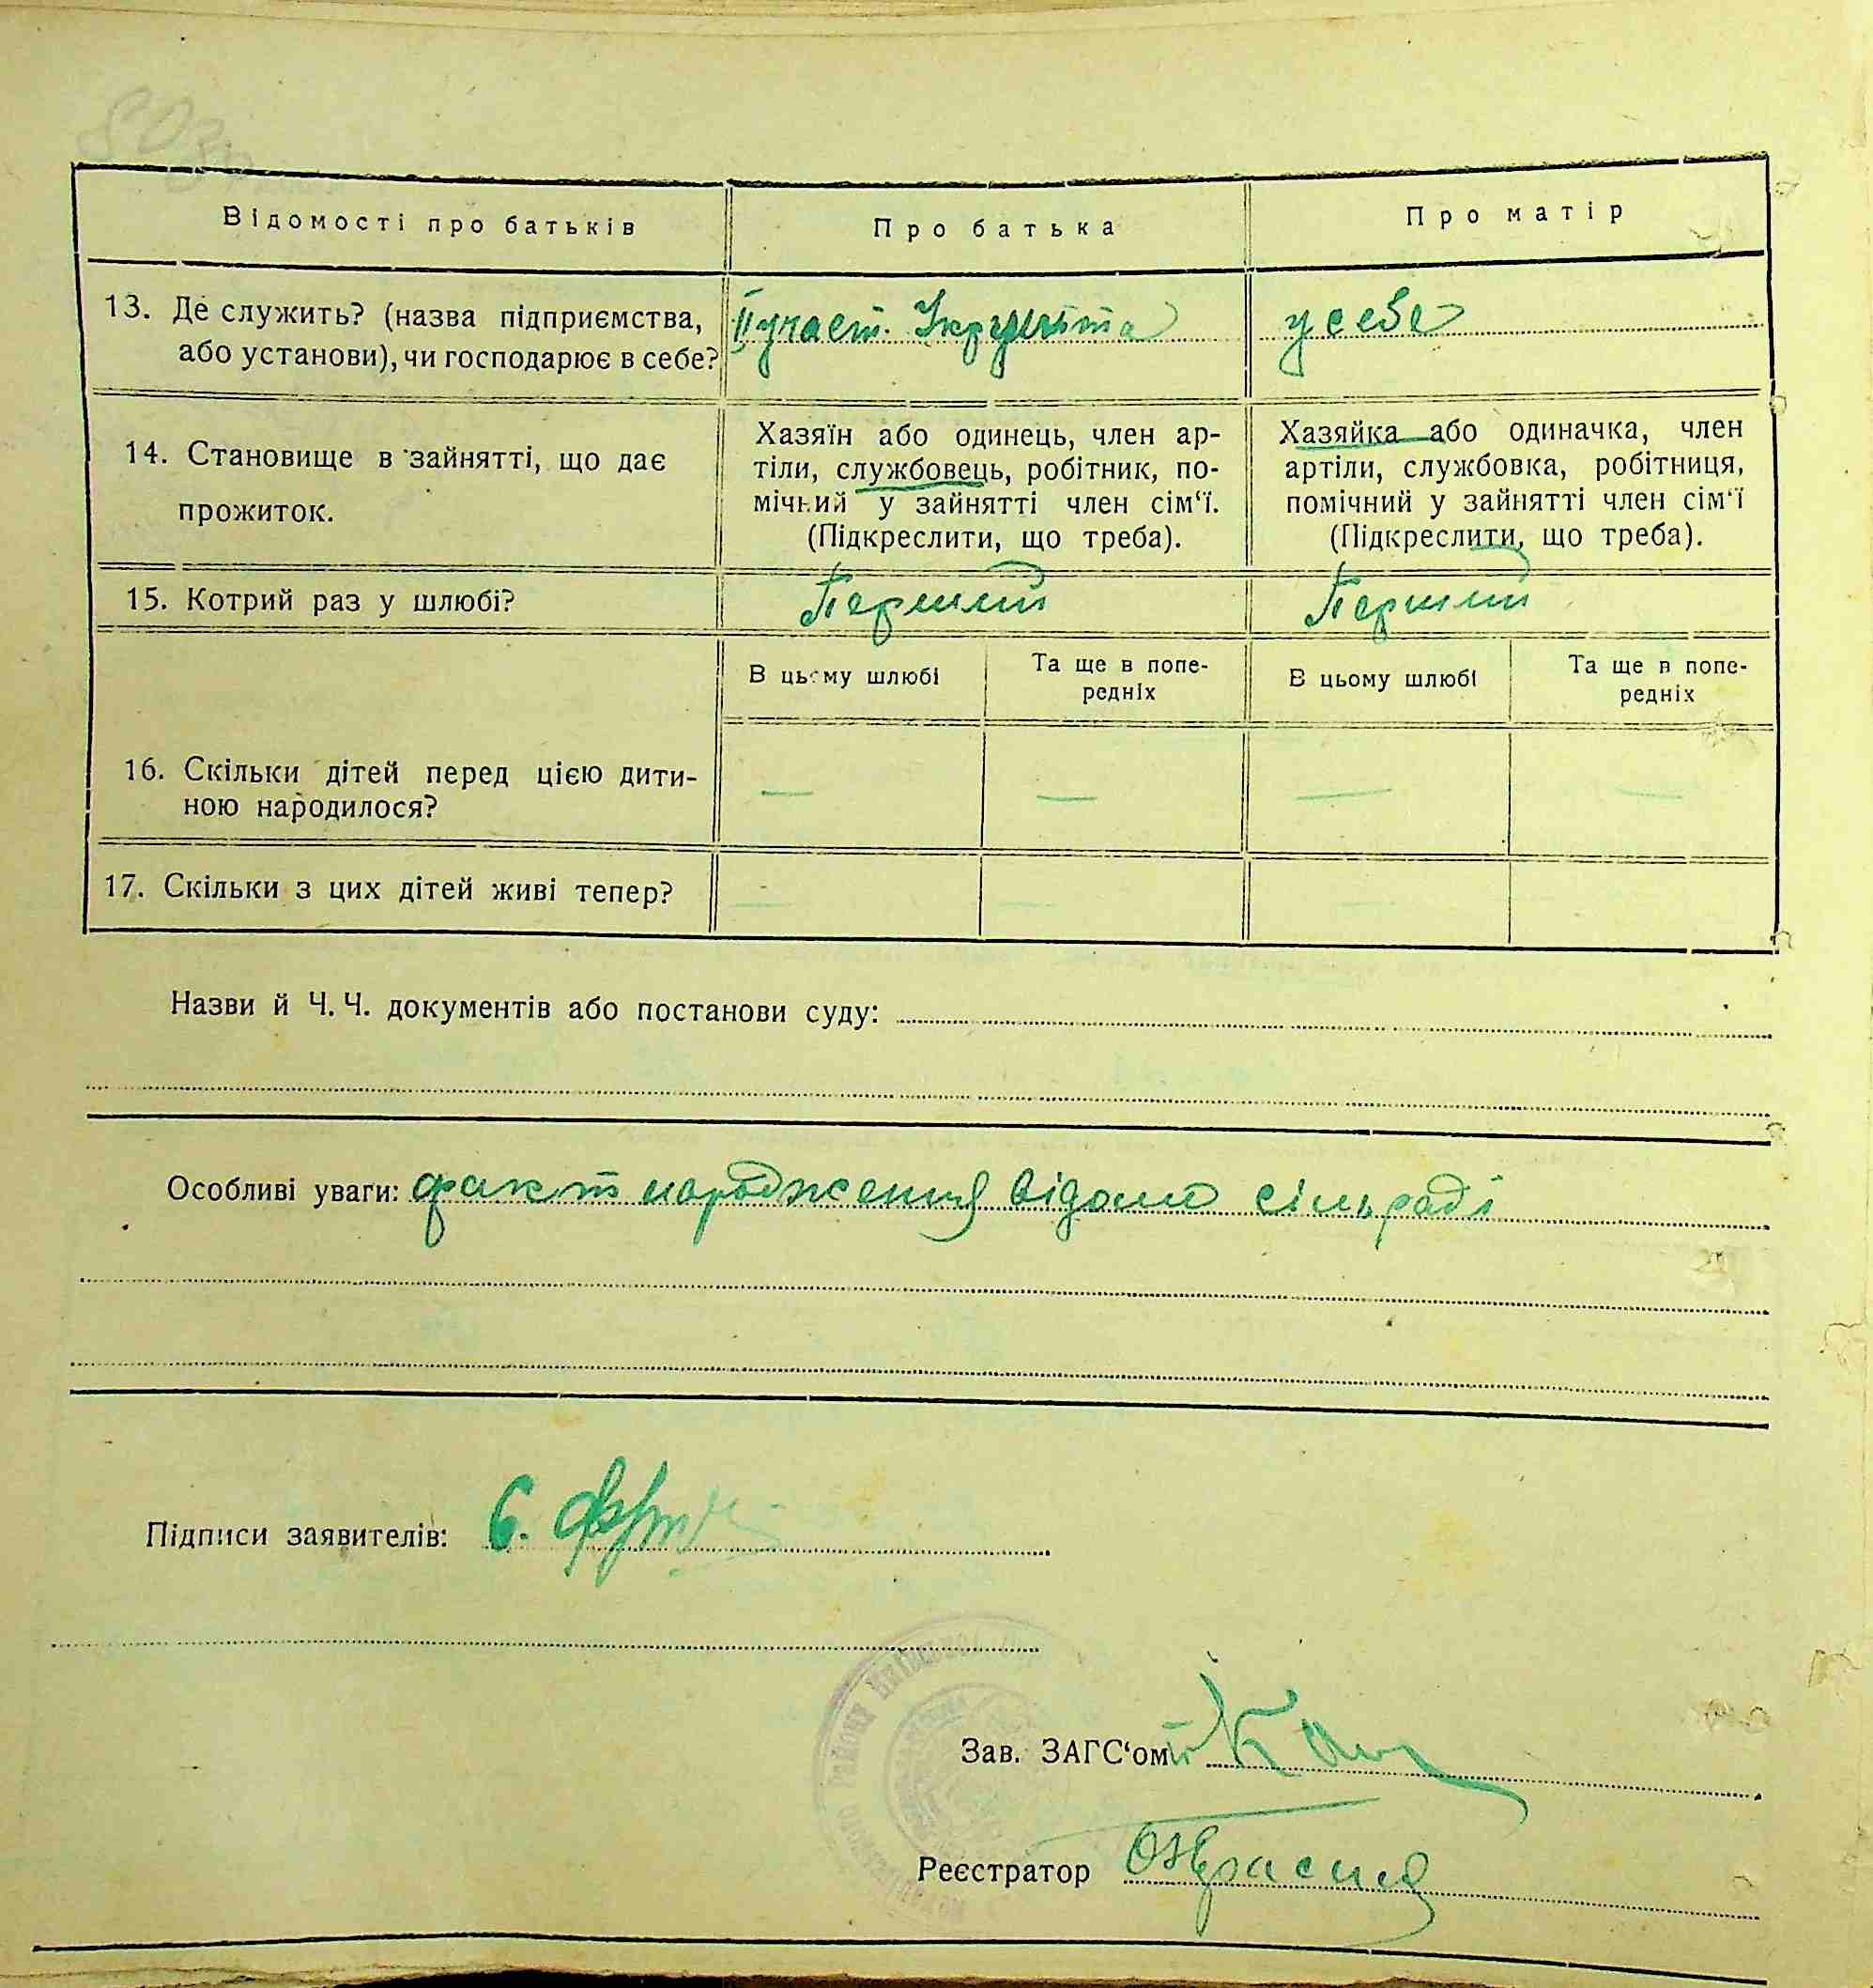 Відомості про батьків
Про батька
Про матір
13. Де служить? (назва підприємства,
або установи), чи господарює в себе?
II участ.
у себе
14. Становище в зайнятті, що дає
прожиток.
Хазяїн або одинець, член ар-
тіли, службовець, робітник, по-
мічний у зайнятті член сім‘ї.
(Підкреслити, що треба).
Хазяйка або одиначка, член
артіли, службовка, робітниця,
помічний у зайнятті член сім‘ї
(Підкреслити, що треба).
15. Котрий раз у шлюбі?
Перший
Перший
В цьому шлюбі
Та ще в попе-
редніх
В цьому шлюбі
Та ще в попе-
редніх
16. Скільки дітей перед цією дити-
ною народилося?
— — — —
17. Скільки з цих дітей живі тепер?
— — — —
Назви й Ч. Ч. документів або постанови суду:
Особливі уваги: факт народження відомо сільраді
Підписи заявителів:
Зав. ЗАГС‘ом
Реєстратор
району